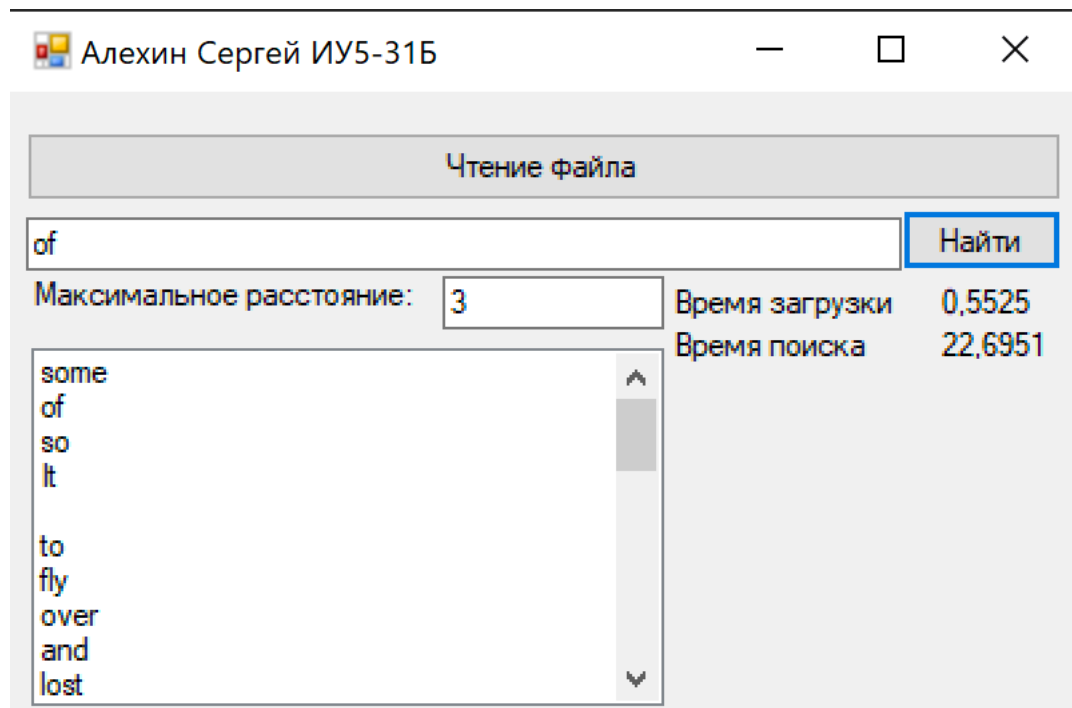 Алехин Сергей ИУ5-31Б
Чтение файла
of
Найти
Максимальное расстояние:
3
Время загрузки 0,5525
Время поиска 22,6951
some
of
so
It
to
fly
over
and
lost